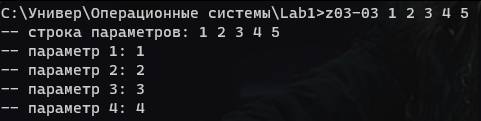 C:\Универ\Операционные системы\Lab1>z03-03 1 2 3 4 5
-- строка параметров: 1 2 3 4 5
-- параметр 1: 1
-- параметр 2: 2
-- параметр 3: 3
-- параметр 4: 4